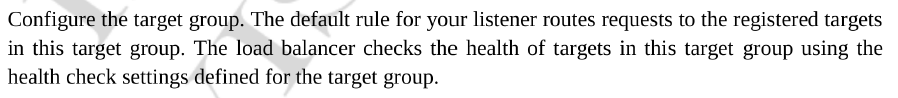 Configure the target group. The default rule for your listener routes requests to the registered targets
in this target group. The load balancer checks the health of targets in this target group using the
health check settings defined for the target group.